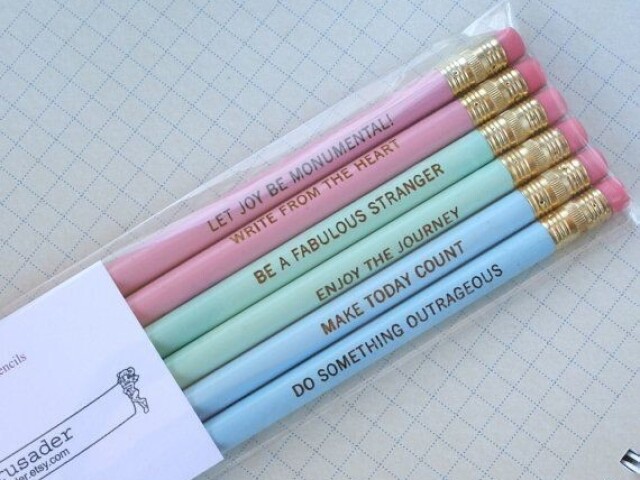 LET JOY BE MONUMENTAL!
WRITE FROM THE HEART
BE A FABULOUS STRANGER
ENJOY THE JOURNEY
MAKE TODAY COUNT
DO SOMETHING OUTRAGEOUS
encils
rusader
der.etsy.com